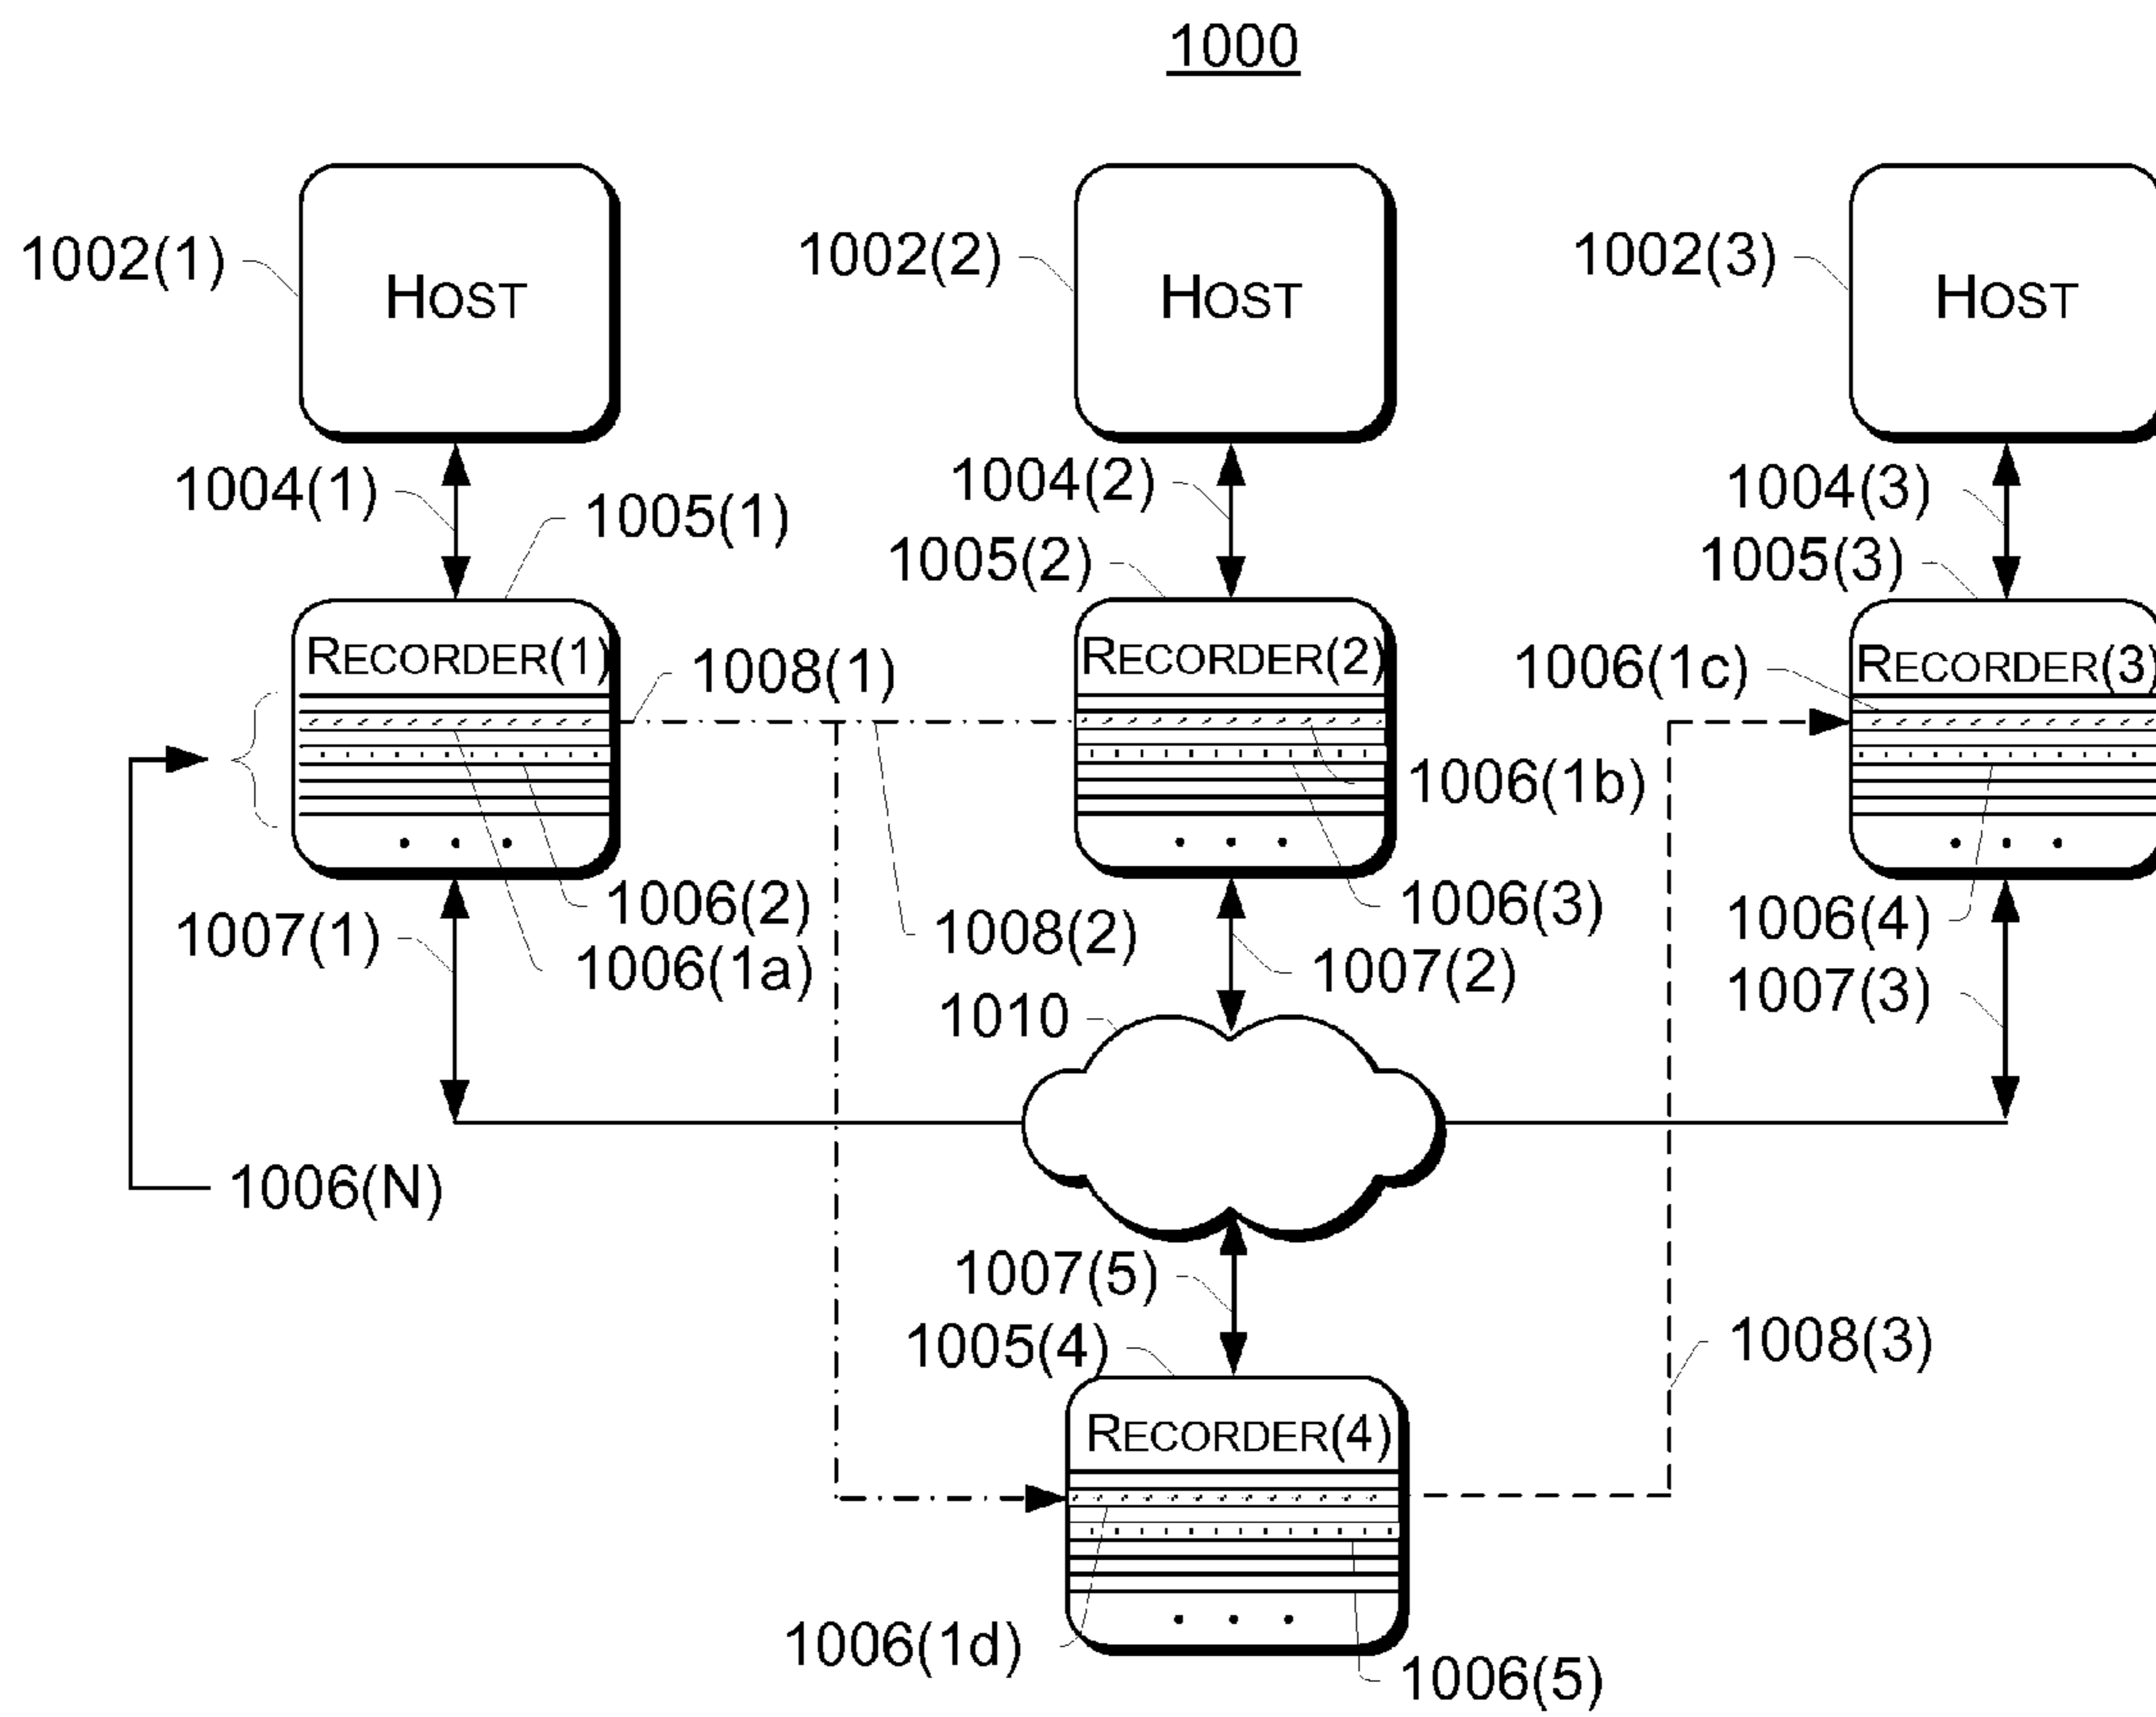 1000
1002(1)
HOST
1002(2)
HOST
1002(3)
HOST
1004(1)
1004(2)
1004(3)
1005(1)
1005(2)
1005(3)
RECORDER(1)
1008(1)
RECORDER(2)
1006(1c)
RECORDER(3)
1006(1b)
. . .
. . .
. . .
1006(2)
1006(3)
1006(4)
1007(1)
1008(2)
1006(1a)
1007(2)
1007(3)
1010
1006(N)
1007(5)
1005(4)
1008(3)
RECORDER(4)
. . .
1006(1d)
1006(5)